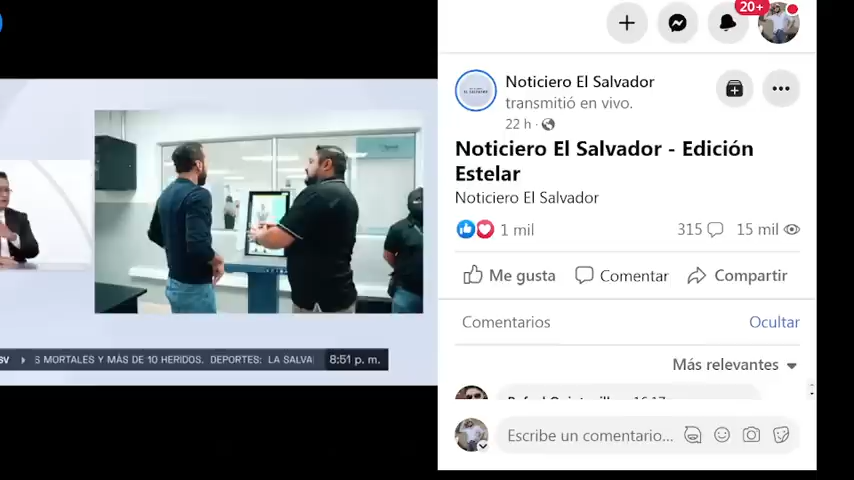 20+
Noticiero El Salvador
transmitió en vivo.
22 h ·
Noticiero El Salvador - Edición
Estelar
Noticiero El Salvador
1 mil
315
15 mil
Me gusta
Comentar
Compartir
Comentarios
Ocultar
Más relevantes
Escribe un comentario...
SV
S MORTALES Y MÁS DE 10 HERIDOS. DEPORTES: LA SALVA
8:51 p. m.